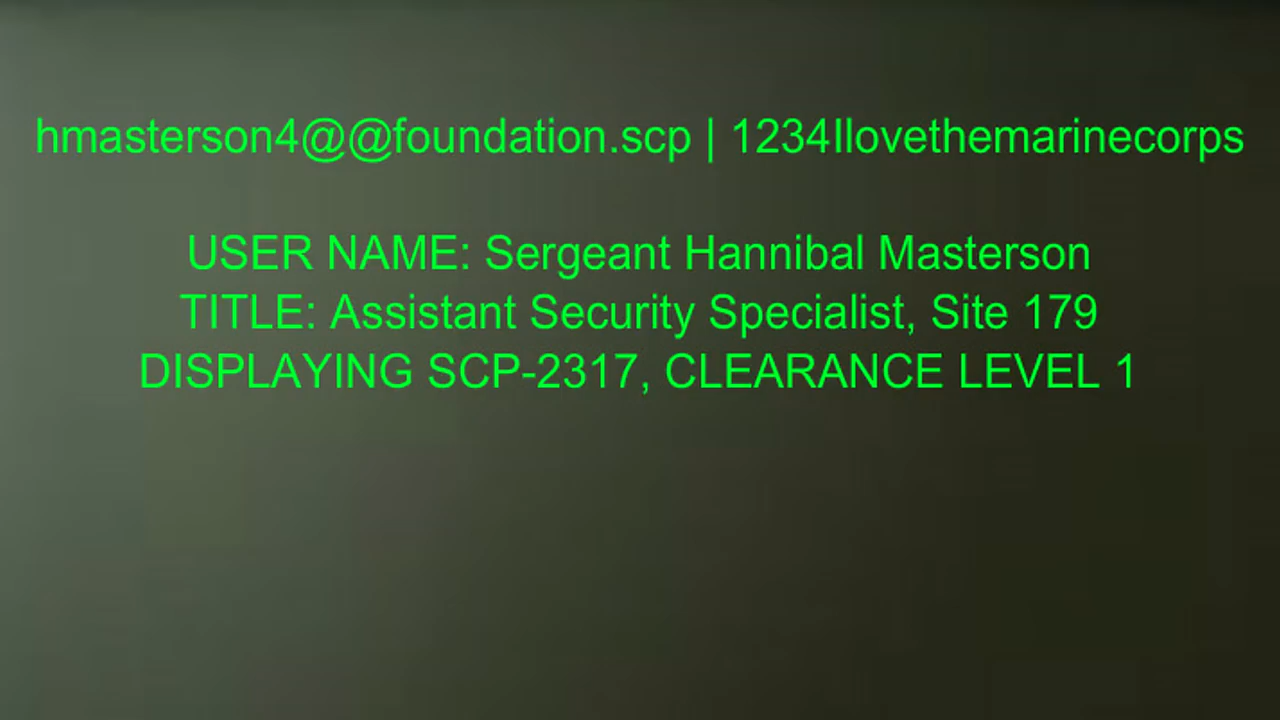 hmasterson4@@foundation.scp | 1234Ilovethemarinecorps
USER NAME: Sergeant Hannibal Masterson
TITLE: Assistant Security Specialist, Site 179
DISPLAYING SCP-2317, CLEARANCE LEVEL 1